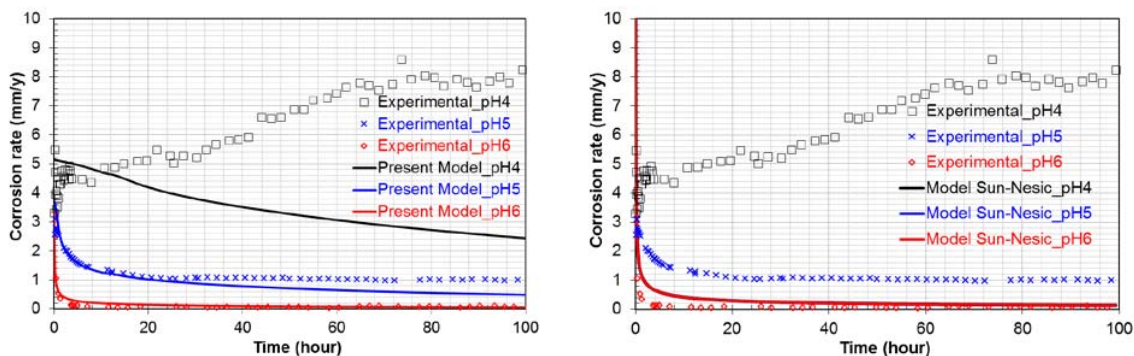 Corrosion rate (mm/y)
10
9
8
7
6
5
4
3
2
1
0
Experimental_pH4
Experimental_pH5
Experimental_pH6
Present Model_pH4
Present Model_pH5
Present Model_pH6
0 20 40 60 80 100
Time (hour)
Corrosion rate (mm/y)
10
9
8
7
6
5
4
3
2
1
0
Experimental_pH4
Experimental_pH5
Experimental_pH6
Model Sun-Nesic_pH4
Model Sun-Nesic_pH5
Model Sun-Nesic_pH6
0 20 40 60 80 100
Time (hour)